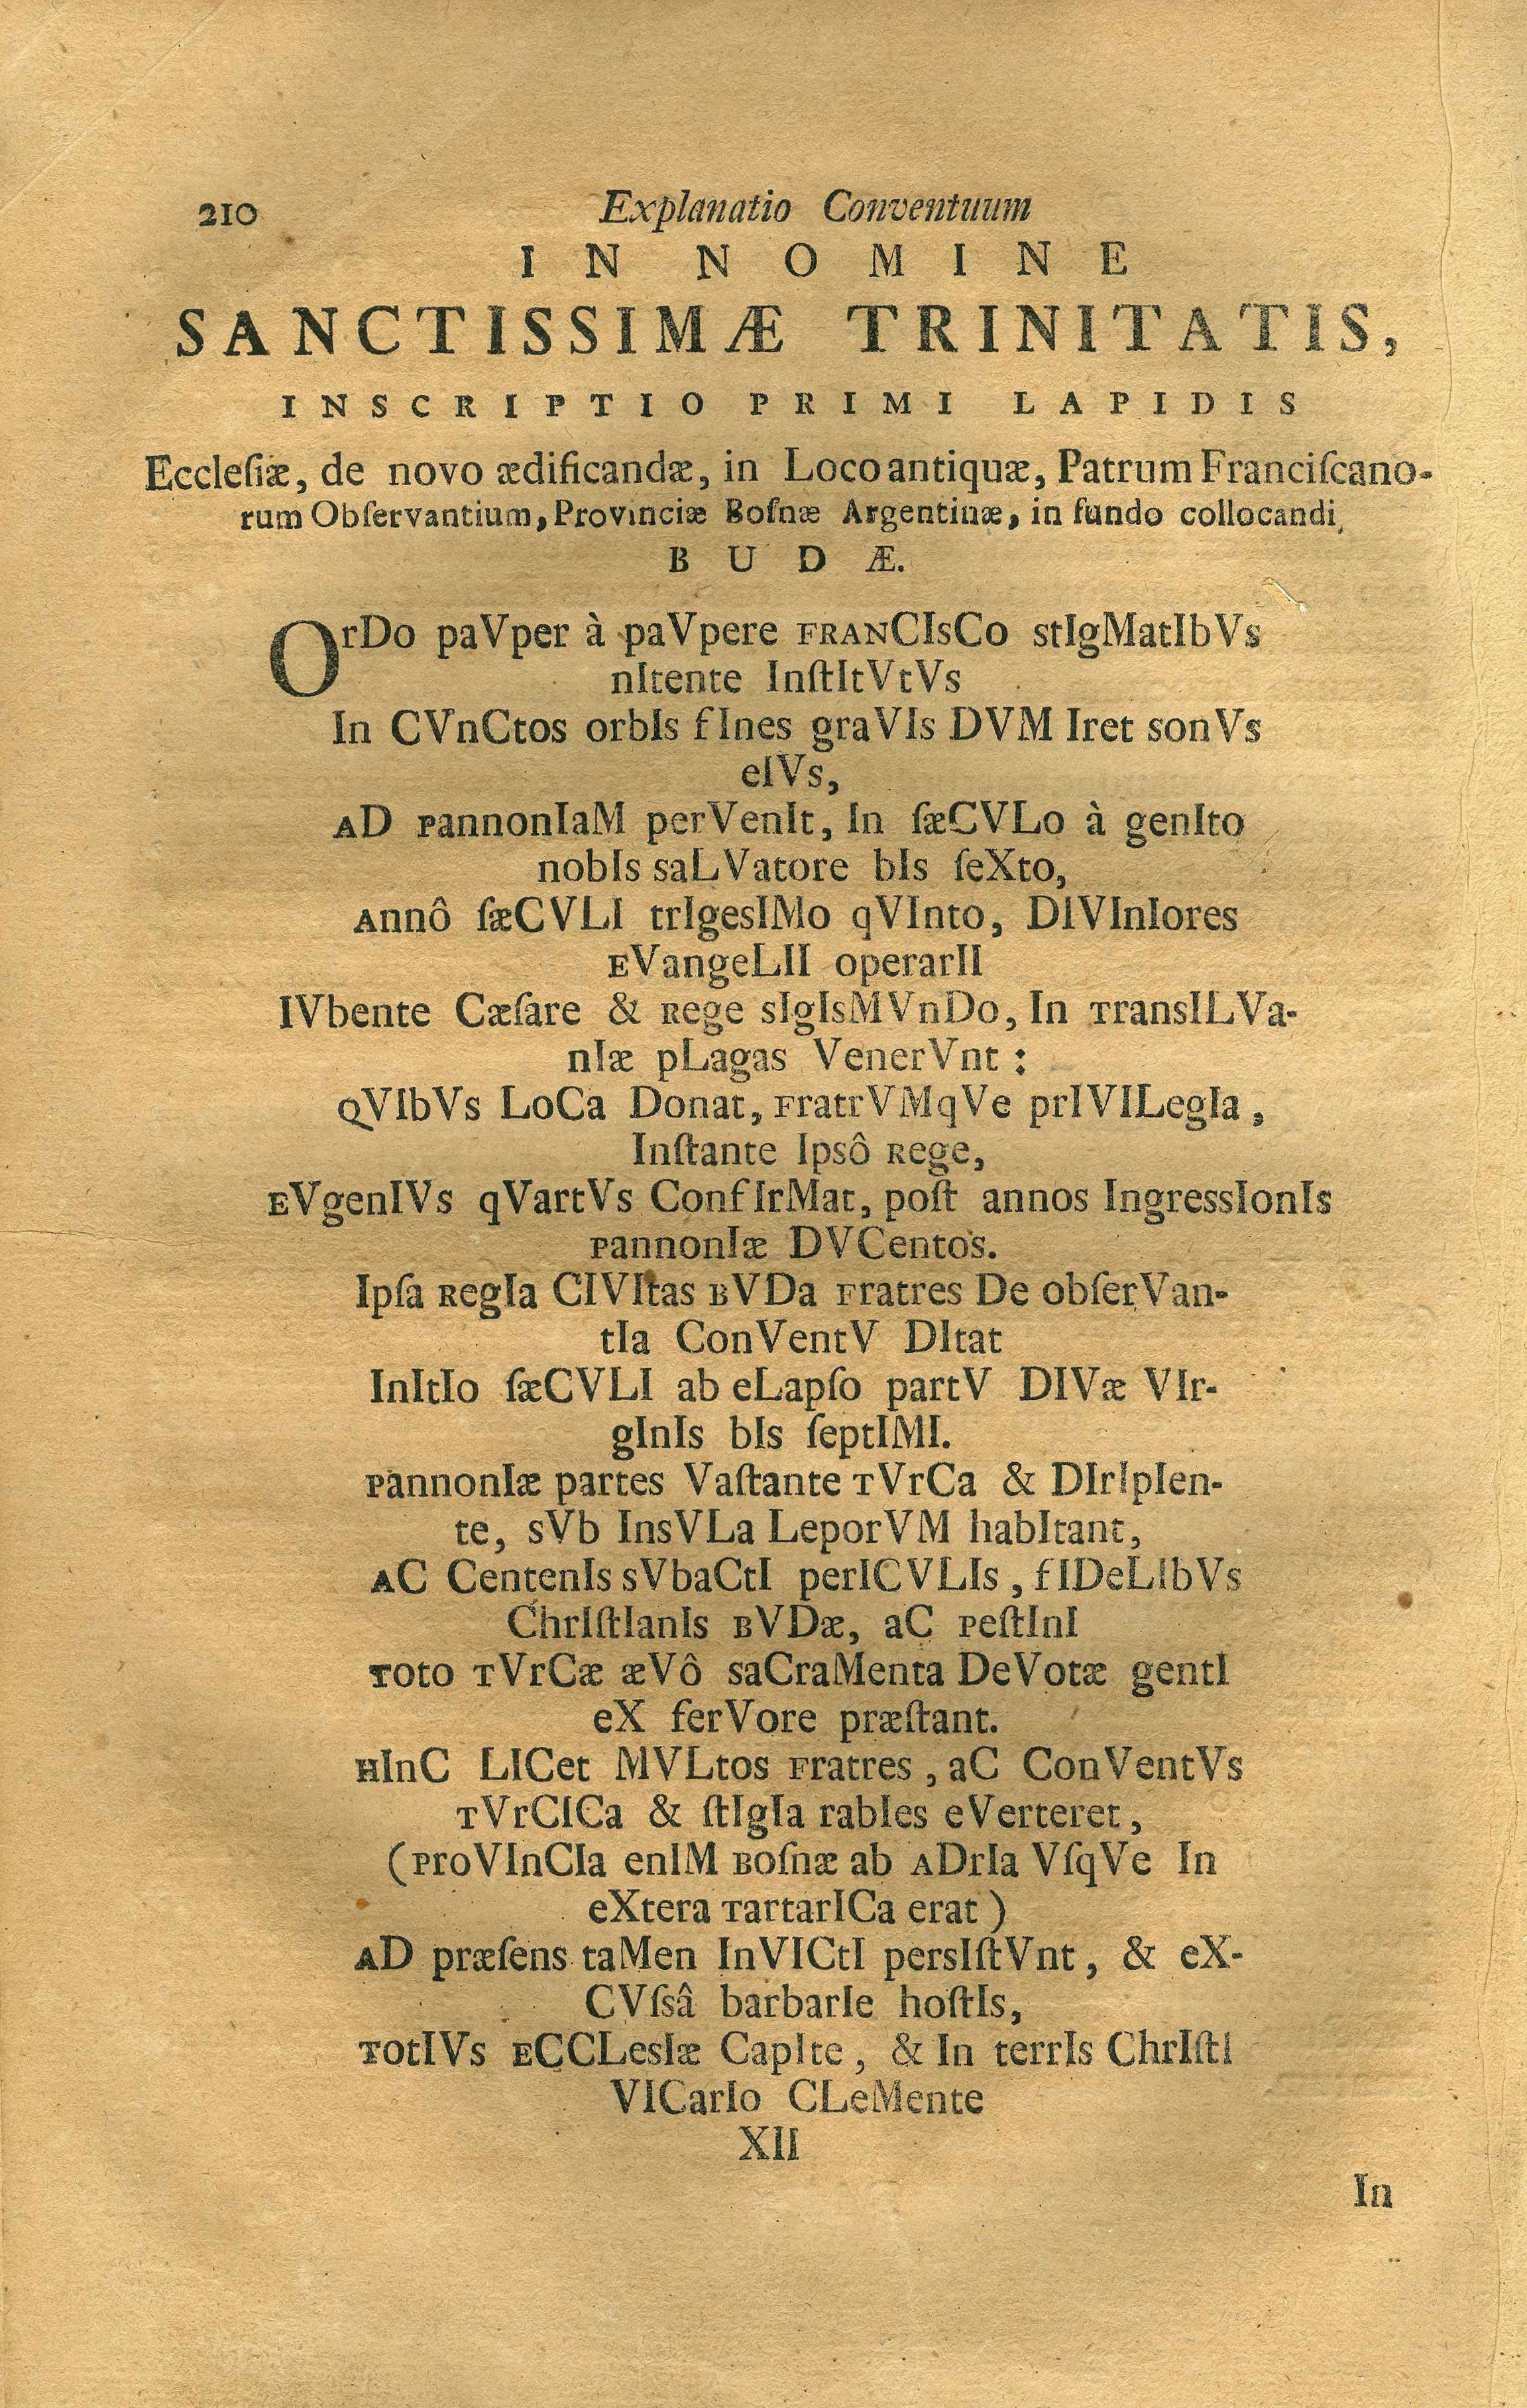 210 Explanatio Conventuum
IN NOMINE
SANCTISSIMÆ TRINITATIS,
INSCRIPTIO PRIMI LAPIDIS
Eccleſiæ, de novo ædificandæ, in Loco antiquæ, Patrum Franciſcano-
rum Obſervantium, Provinciæ Boſnæ Argentinæ, in fundo collocandi,
BUDÆ.
OrDo paVper à paVpere FRANCIsCo stIgMatIbVs
nItente InſtItVtVs
In CVnCtos orbIs fInes graVIs DVM Iret sonVs
eIVs,
AD PannonIaM perVenIt, In ſæCVLo à genIto
nobIs saLVatore bIs ſeXto,
Annô ſæCVLI trIgesIMo qVInto, DIVInIores
EVangeLII operarII
IVbente Cæſare & Rege sIgIsMVnDo, In TransILVa-
nIæ pLagas VenerVnt:
QVIbVs LoCa Donat, FratrVMqVe prIVILegIa,
Inſtante Ipsô Rege,
EVgenIVs qVartVs ConfIrMat, poſt annos IngressIonIs
PannonIæ DVCentos.
Ipſa RegIa CIVItas BVDa Fratres De obſerVan-
tIa ConVentV DItat
InItIo ſæCVLI ab eLapſo partV DIVæ VIr-
gInIs bIs ſeptIMI.
PannonIæ partes Vaſtante TVrCa & DIrIpIen-
te, sVb InsVLa LeporVM habItant,
AC CentenIs sVbaCtI perICVLIs, fIDeLIbVs
ChrIſtIanIs BVDæ, aC PeſtInI
Toto TVrCæ æVô saCraMenta DeVotæ gentI
eX ferVore præſtant.
HInC LICet MVLtos Fratres, aC ConVentVs
TVrCICa & ſtIgIa rabIes eVerteret,
(ProVInCIa enIM Boſnæ ab ADrIa VſqVe In
eXtera TartarICa erat)
AD præſens taMen InVICtI persIſtVnt, & eX-
CVſsâ barbarIe hoſtIs,
TotIVs ECCLesIæ CapIte, & In terrIs ChrIſtI
VICarIo CLeMente
XII
In